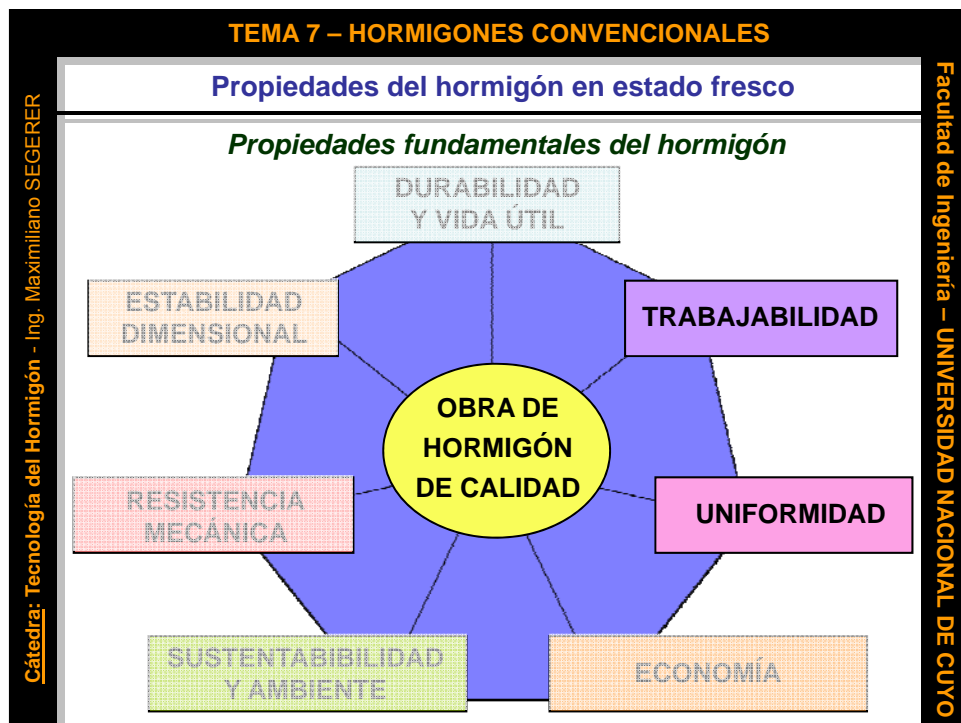 TEMA 7 – HORMIGONES CONVENCIONALES
Propiedades del hormigón en estado fresco
Propiedades fundamentales del hormigón
DURABILIDAD
Y VIDA ÚTIL
ESTABILIDAD
DIMENSIONAL
TRABAJABILIDAD
OBRA DE
HORMIGÓN
DE CALIDAD
RESISTENCIA
MECÁNICA
UNIFORMIDAD
SUSTENTABIBILIDAD
Y AMBIENTE
ECONOMÍA
Cátedra: Tecnología del Hormigón - Ing. Maximiliano SEGERER
Facultad de Ingeniería – UNIVERSIDAD NACIONAL DE CUYO